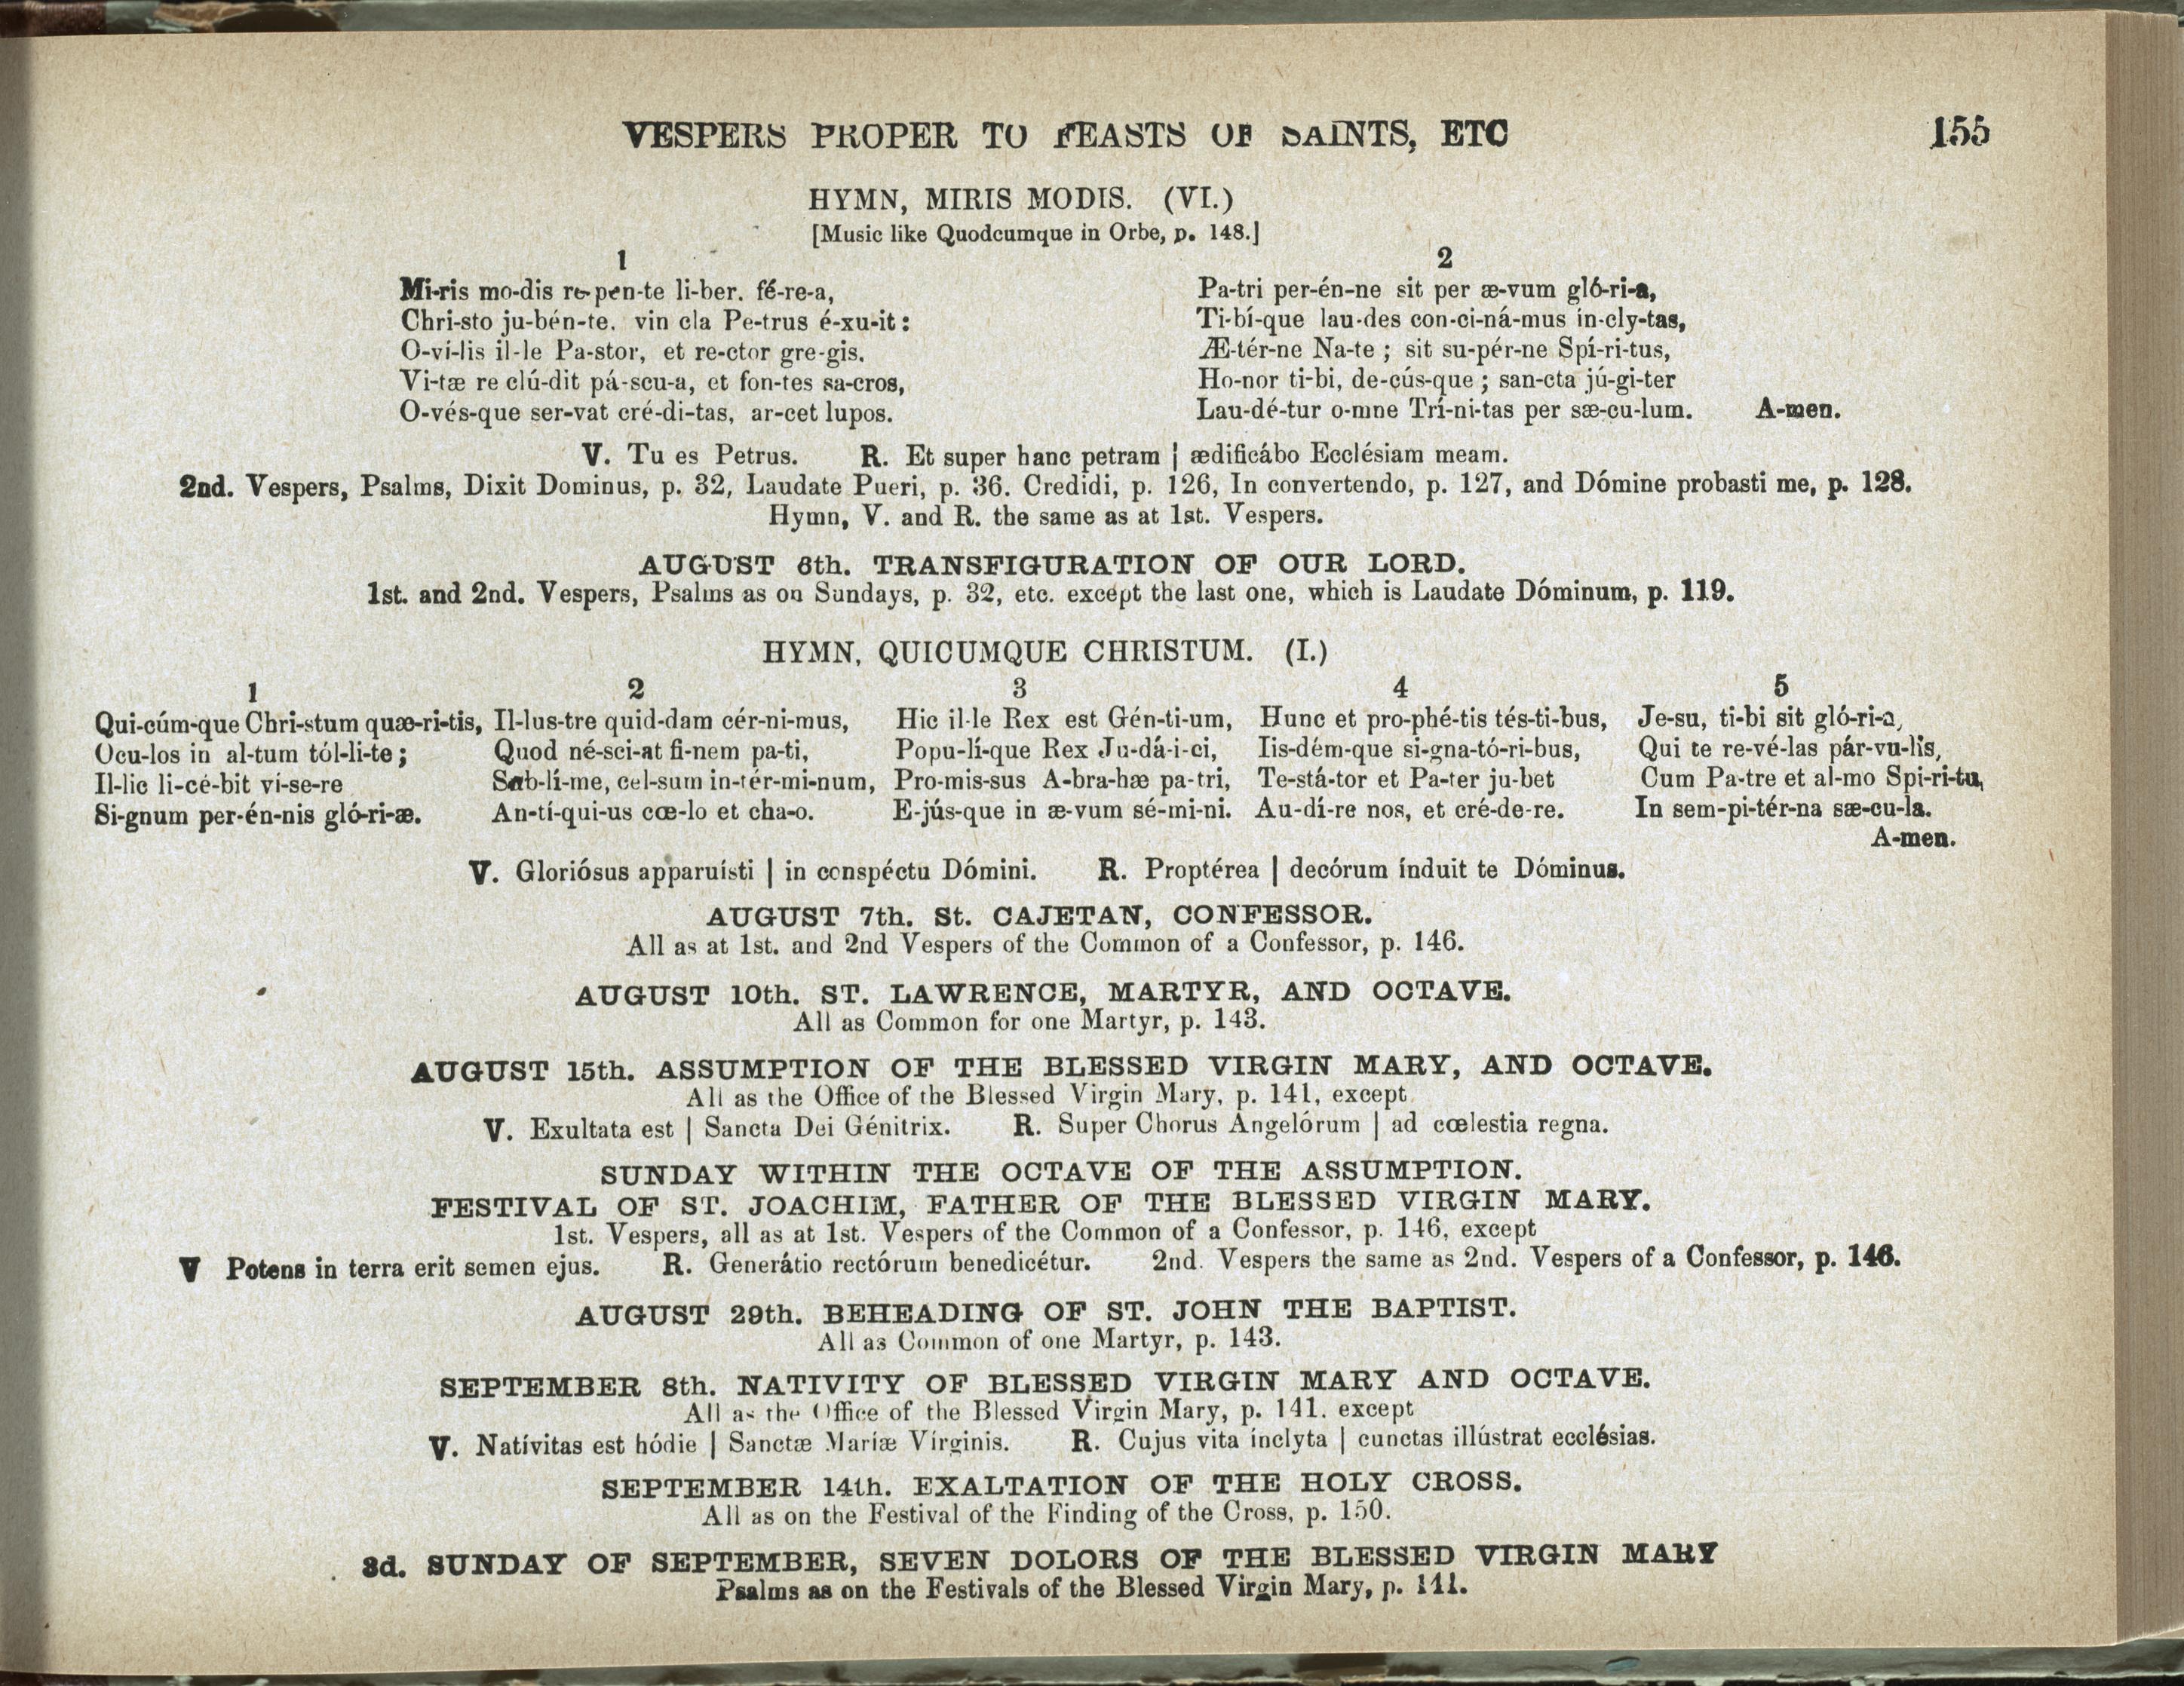 VESPERS PROPER TO FEASTS OF SAINTS, ETC 155
HYMN, MIRIS MODIS. (VI.)
[Music like Quodcumque in Orbe, p. 148.]
1
Mi-ris mo-dis re-pen-te li-ber. fé-re-a,
Chri-sto ju-bén-te. vin cla Pe-trus é-xu-it:
O-ví-lis il-le Pa-stor, et re-ctor gre-gis.
Vi-tæ re clú-dit pá-scu-a, et fon-tes sa-cros,
O-vés-que ser-vat cré-di-tas, ar-cet lupos.
2
Pa-tri per-én-ne sit per æ-vum gló-ri-a,
Ti-bí-que lau-des con-ci-ná-mus ín-cly-tas,
Æ-tér-ne Na-te; sit su-pér-ne Spí-ri-tus,
Ho-nor ti-bi, de-cús-que; san-cta jú-gi-ter
Lau-dé-tur o-mne Trí-ni-tas per sæ-cu-lum. A-men.
V. Tu es Petrus. R. Et super hanc petram | ædificábo Ecclésiam meam.
2nd. Vespers, Psalms, Dixit Dominus, p. 32, Laudate Pueri, p. 36. Credidi, p. 126, In convertendo, p. 127, and Dómine probasti me, p. 128.
Hymn, V. and R. the same as at 1st. Vespers.
AUGUST 6th. TRANSFIGURATION OF OUR LORD.
1st. and 2nd. Vespers, Psalms as on Sundays, p. 32, etc. except the last one, which is Laudate Dóminum, p. 119.
HYMN, QUICUMQUE CHRISTUM. (I.)
1
Qui-cúm-que Chri-stum quæ-ri-tis,
Ocu-los in al-tum tól-li-te;
Il-lic li-cé-bit ví-se-re
Si-gnum per-én-nis gló-ri-æ.
2
Il-lus-tre quid-dam cér-ni-mus,
Quod né-sci-at fi-nem pa-ti,
Sub-lí-me, cel-sum in-tér-mi-num,
An-tí-qui-us cœ-lo et cha-o.
3
Hic il-le Rex est Gén-ti-um,
Popu-lí-que Rex Ju-dá-i-ci,
Pro-mis-sus A-bra-hæ pa-tri,
E-jús-que in æ-vum sé-mi-ni.
4
Hunc et pro-phé-tis tés-ti-bus,
Iis-dém-que si-gna-tó-ri-bus,
Te-stá-tor et Pa-ter ju-bet
Au-dí-re nos, et cré-de-re.
5
Je-su, ti-bi sit gló-ri-a,
Qui te re-vé-las pár-vu-lis,
Cum Pa-tre et al-mo Spi-ri-tu,
In sem-pi-tér-na sæ-cu-la.
A-men.
V. Gloriósus apparuísti | in conspéctu Dómini. R. Proptérea | decórum índuit te Dóminus.
AUGUST 7th. St. CAJETAN, CONFESSOR.
All as at 1st. and 2nd Vespers of the Common of a Confessor, p. 146.
AUGUST 10th. ST. LAWRENCE, MARTYR, AND OCTAVE.
All as Common for one Martyr, p. 143.
AUGUST 15th. ASSUMPTION OF THE BLESSED VIRGIN MARY, AND OCTAVE.
All as the Office of the Blessed Virgin Mary, p. 141, except
V. Exultata est | Sancta Dei Génitrix. R. Super Chorus Angelórum | ad cœlestia regna.
SUNDAY WITHIN THE OCTAVE OF THE ASSUMPTION.
FESTIVAL OF ST. JOACHIM, FATHER OF THE BLESSED VIRGIN MARY.
1st. Vespers, all as at 1st. Vespers of the Common of a Confessor, p. 146, except
V Potens in terra erit semen ejus. R. Generátio rectórum benedicétur. 2nd. Vespers the same as 2nd. Vespers of a Confessor, p. 146.
AUGUST 29th. BEHEADING OF ST. JOHN THE BAPTIST.
All as Common of one Martyr, p. 143.
SEPTEMBER 8th. NATIVITY OF BLESSED VIRGIN MARY AND OCTAVE.
All as the Office of the Blessed Virgin Mary, p. 141. except
V. Natívitas est hódie | Sanctæ Maríæ Vírginis. R. Cujus vita ínclyta | cunctas illústrat ecclésias.
SEPTEMBER 14th. EXALTATION OF THE HOLY CROSS.
All as on the Festival of the Finding of the Cross, p. 150.
3d. SUNDAY OF SEPTEMBER, SEVEN DOLORS OF THE BLESSED VIRGIN MARY
Psalms as on the Festivals of the Blessed Virgin Mary, p. 141.